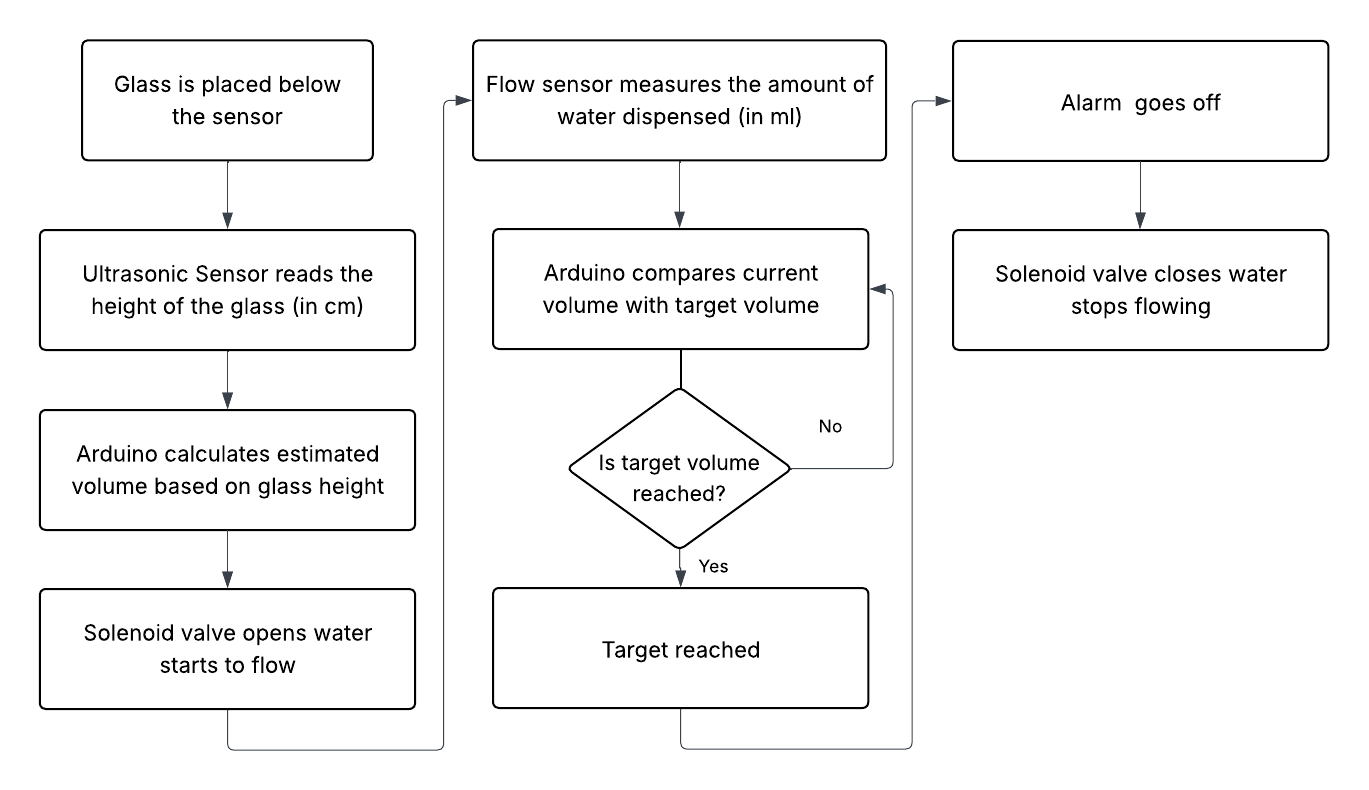 Glass is placed below
the sensor
Ultrasonic Sensor reads the
height of the glass (in cm)
Arduino calculates estimated
volume based on glass height
Solenoid valve opens water
starts to flow
Flow sensor measures the amount of
water dispensed (in ml)
Arduino compares current
volume with target volume
Is target volume
reached?
No
Yes
Target reached
Alarm  goes off
Solenoid valve closes water
stops flowing